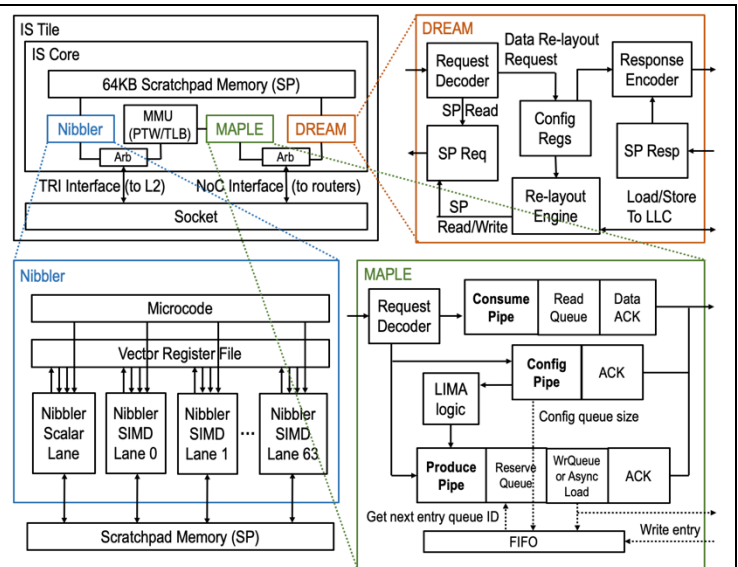 IS Tile
IS Core
64KB Scratchpad Memory (SP)
Nibbler
MMU
(PTW/TLB)
MAPLE
DREAM
Arb
Arb
TRI Interface (to L2)
NoC Interface (to routers)
Socket
DREAM
Request
Decoder
Data Re-layout
Request
Response
Encoder
SP Read
Config
Regs
SP Req
SP Resp
Re-layout
Engine
SP
Read/Write
Load/Store
To LLC
Nibbler
Microcode
Vector Register File
Nibbler
Scalar
Lane
Nibbler
SIMD
Lane 0
Nibbler
SIMD
Lane 1
...
Nibbler
SIMD
Lane 63
Scratchpad Memory (SP)
MAPLE
Request
Decoder
Consume
Pipe
Read
Queue
Data
ACK
Config
Pipe
ACK
LIMA
logic
Config queue size
Produce
Pipe
Reserve
Queue
WrQueue
or Async
Load
ACK
Get next entry queue ID
Write entry
FIFO